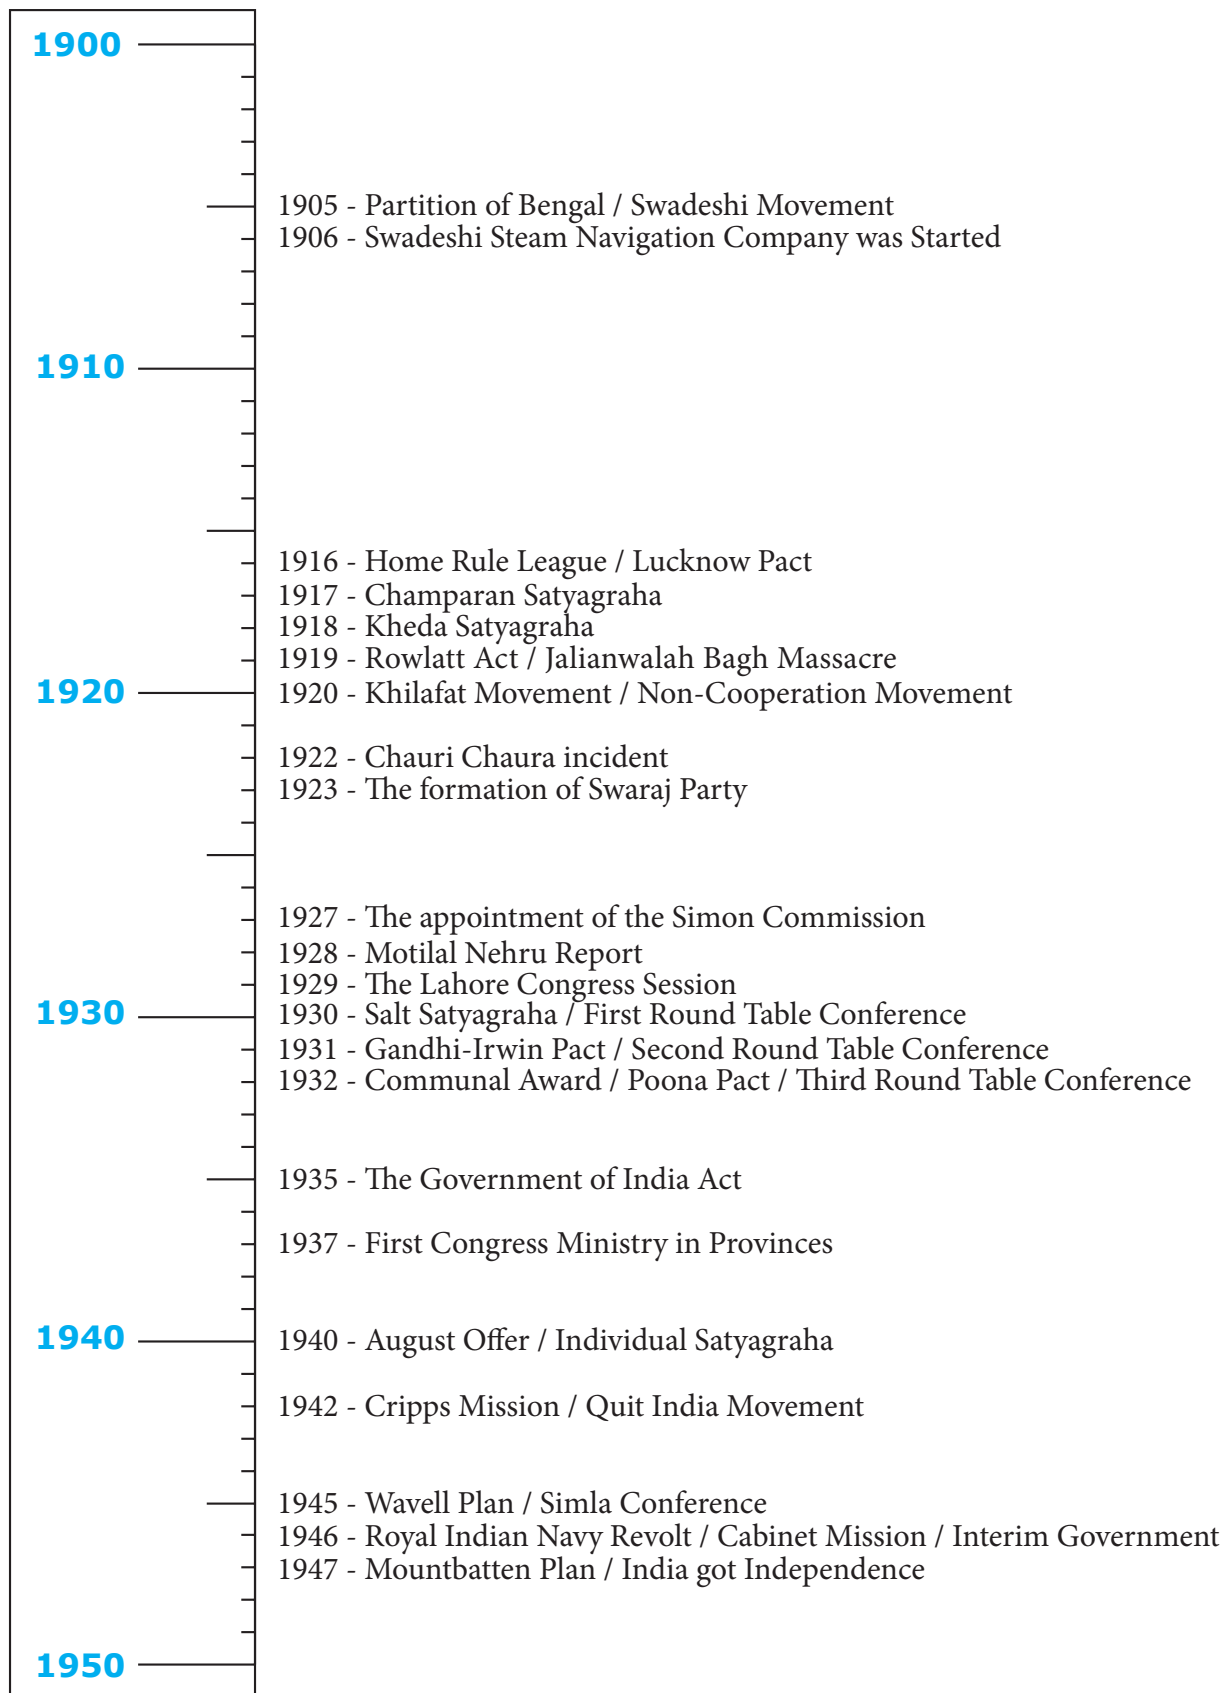 1900
1905 - Partition of Bengal / Swadeshi Movement
1906 - Swadeshi Steam Navigation Company was Started
1910
1916 - Home Rule League / Lucknow Pact
1917 - Champaran Satyagraha
1918 - Kheda Satyagraha
1919 - Rowlatt Act / Jalianwalah Bagh Massacre
1920
1920 - Khilafat Movement / Non-Cooperation Movement
1922 - Chauri Chaura incident
1923 - The formation of Swaraj Party
1927 - The appointment of the Simon Commission
1928 - Motilal Nehru Report
1929 - The Lahore Congress Session
1930
1930 - Salt Satyagraha / First Round Table Conference
1931 - Gandhi-Irwin Pact / Second Round Table Conference
1932 - Communal Award / Poona Pact / Third Round Table Conference
1935 - The Government of India Act
1937 - First Congress Ministry in Provinces
1940
1940 - August Offer / Individual Satyagraha
1942 - Cripps Mission / Quit India Movement
1945 - Wavell Plan / Simla Conference
1946 - Royal Indian Navy Revolt / Cabinet Mission / Interim Government
1947 - Mountbatten Plan / India got Independence
1950